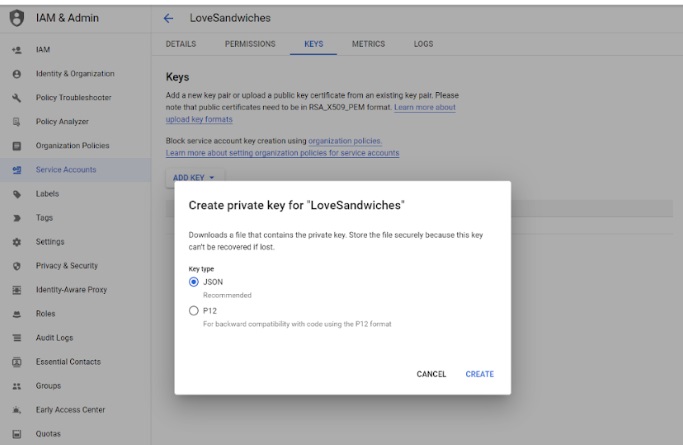 IAM & Admin
LoveSandwiches
IAM
Identity & Organization
Policy Troubleshooter
Policy Analyzer
Organization Policies
Service Accounts
Labels
Tags
Settings
Privacy & Security
Identity-Aware Proxy
Roles
Audit Logs
Essential Contacts
Groups
Early Access Center
Quotas
DETAILS PERMISSIONS KEYS METRICS LOGS
Keys
Add a new key pair or upload a public key certificate from an existing key pair. Please
note that public certificates need to be in RSA_X509_PEM format. Learn more about
upload key formats
Block service account key creation using organization policies.
Learn more about setting organization policies for service accounts
ADD KEY
Create private key for "LoveSandwiches"
Downloads a file that contains the private key. Store the file securely because this key
can't be recovered if lost.
Key type
JSON
Recommended
P12
For backward compatibility with code using the P12 format
CANCEL CREATE